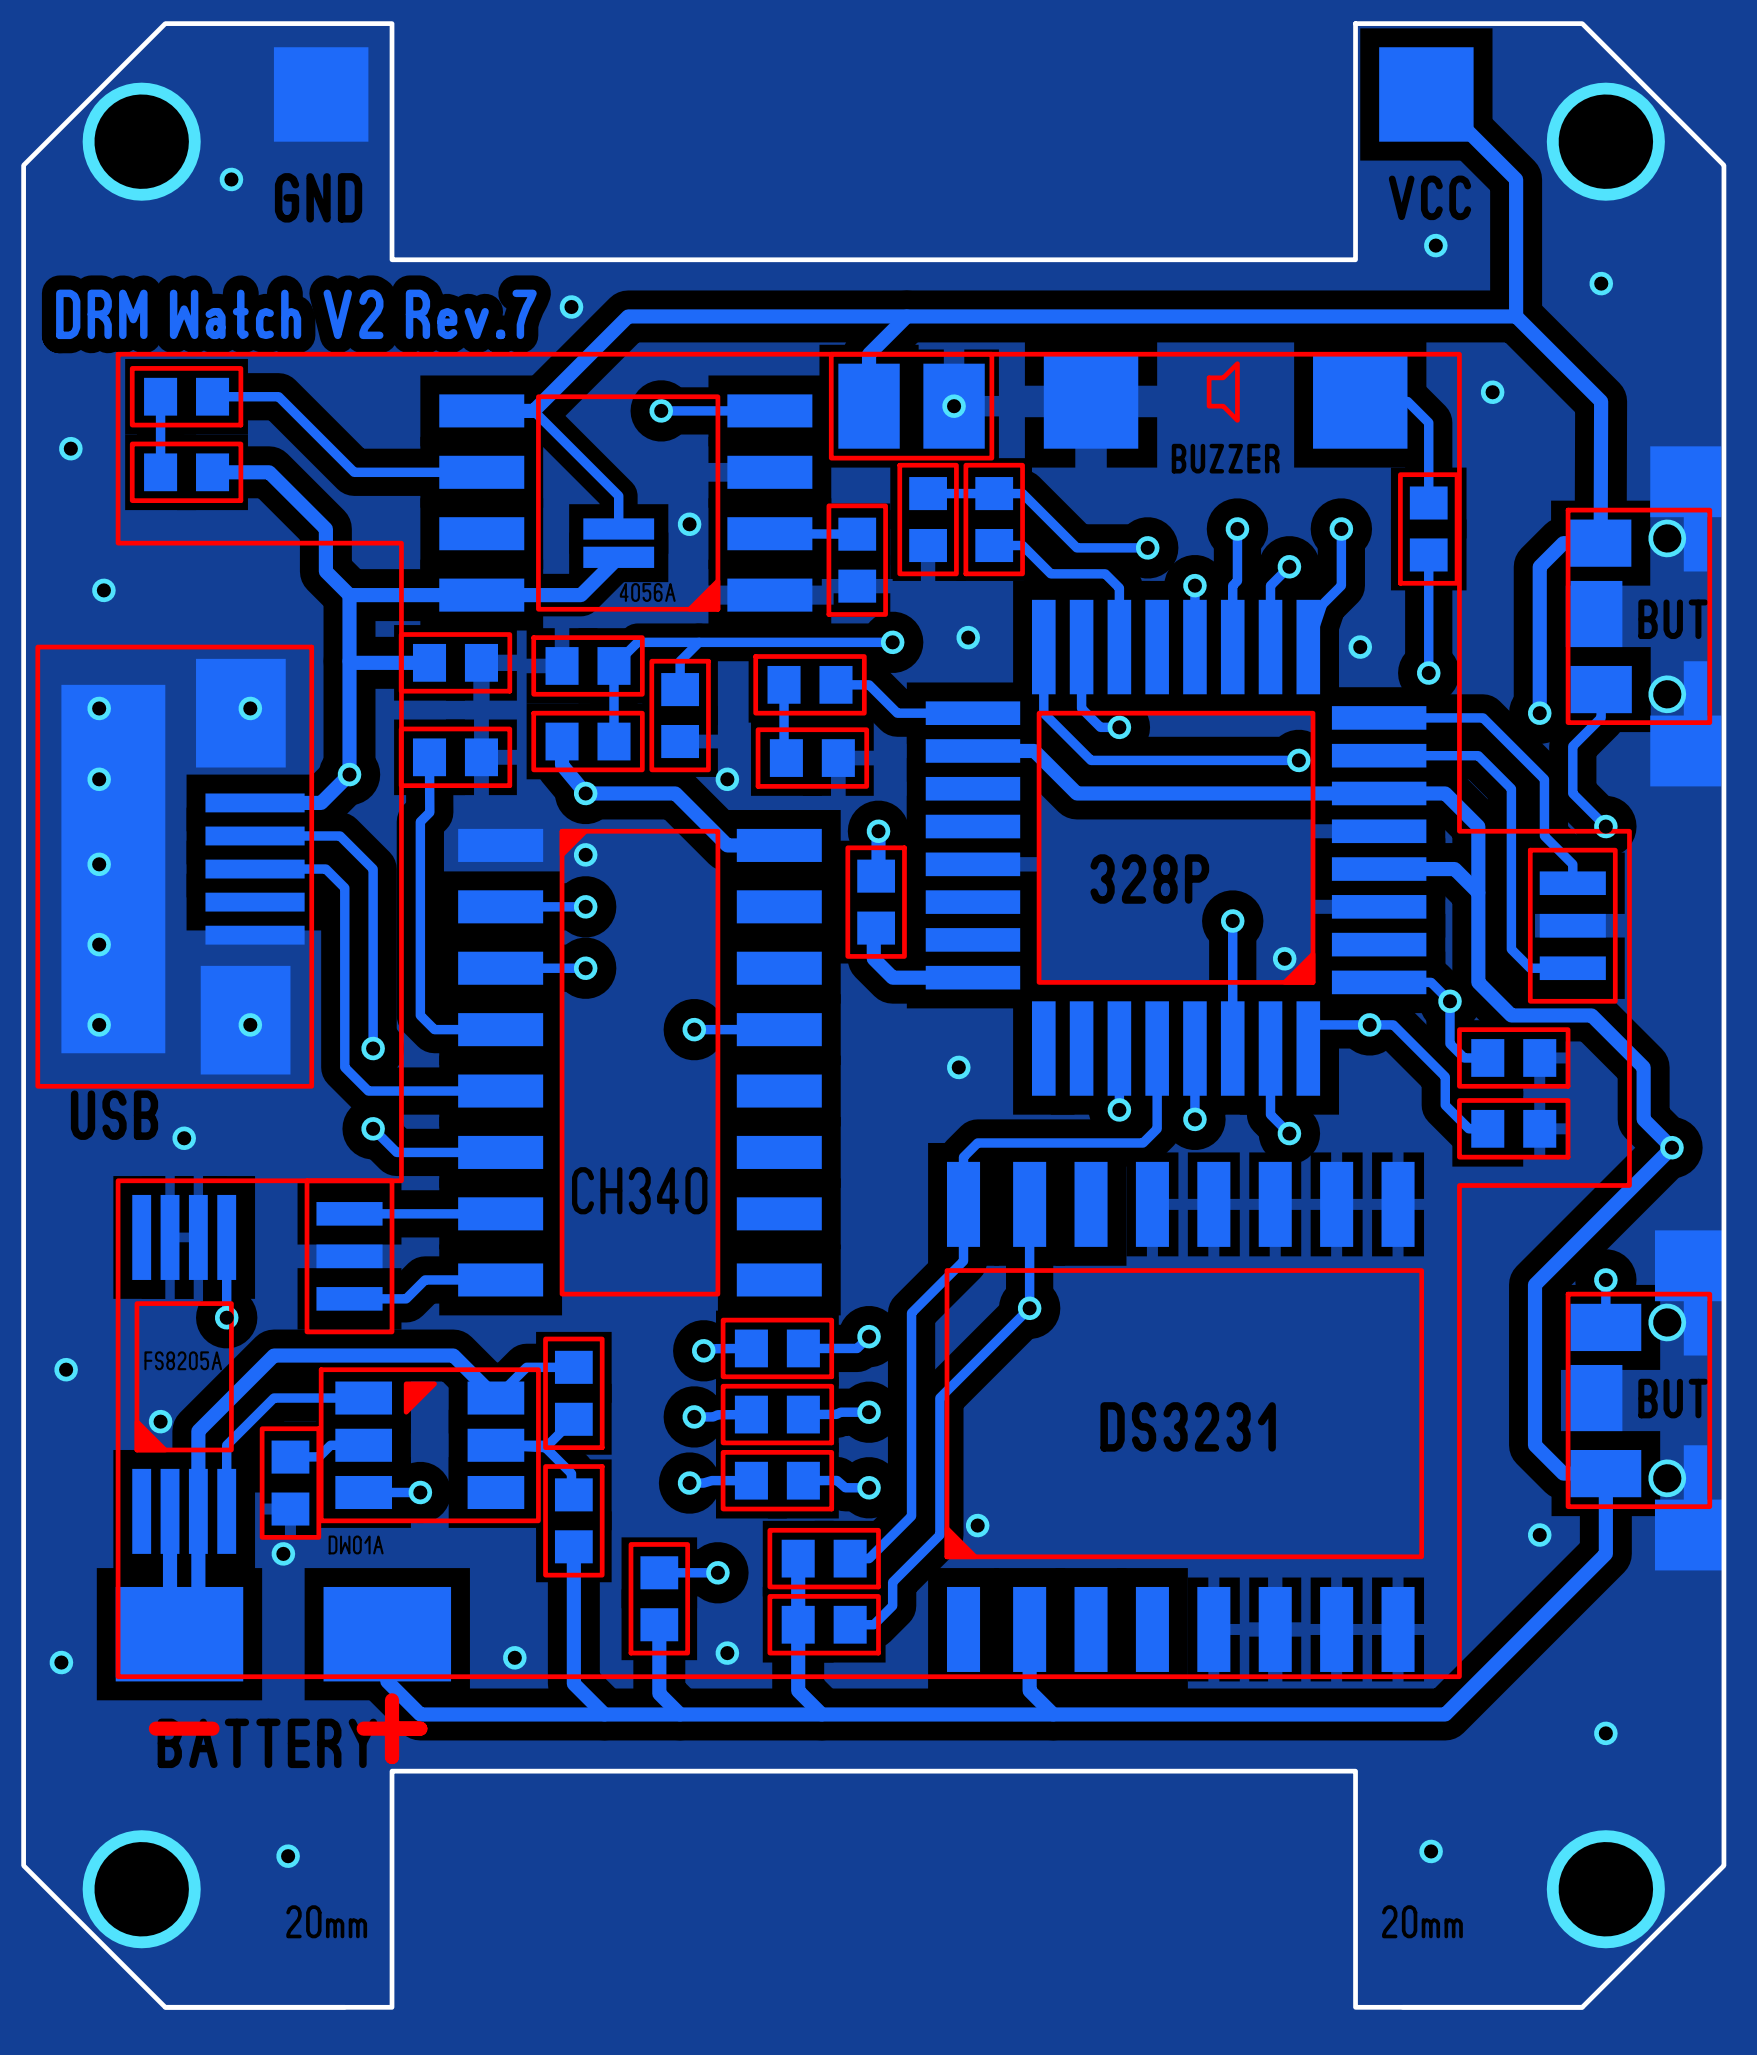 GND
VCC
DRM Watch V2 Rev.7
BUZZER
4056A
BUT
328P
USB
CH340
FS8205A
BUT
DS3231
DW01A
BATTERY
20mm
20mm